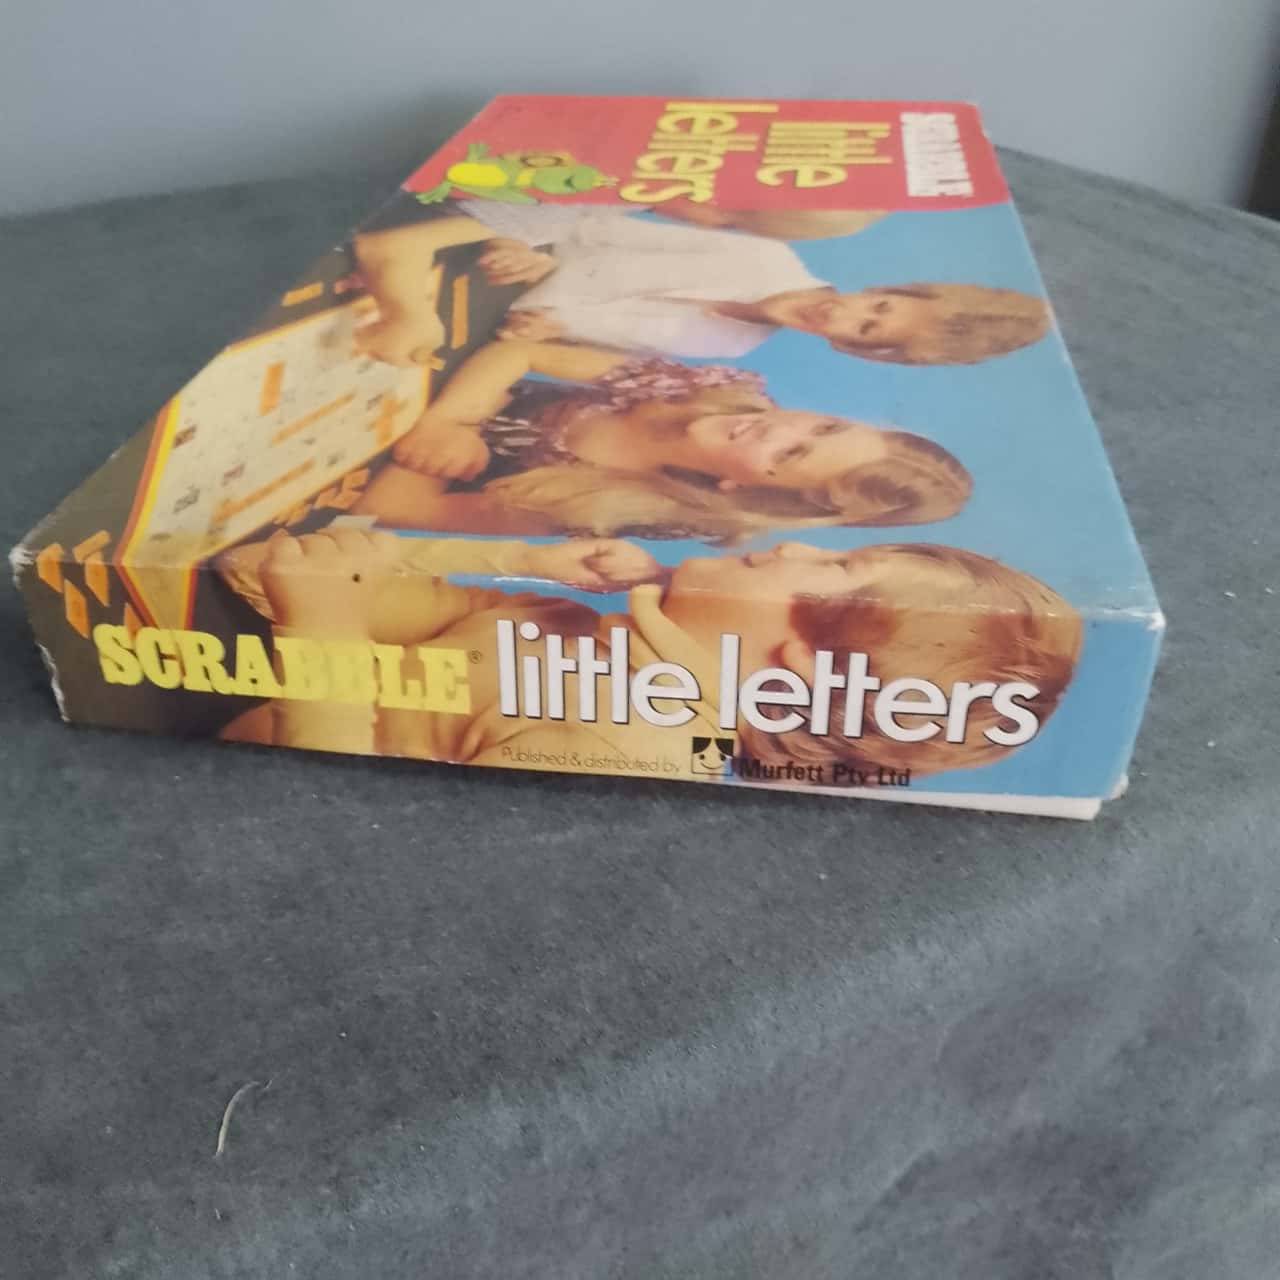 SCRABBLE
little
letters
SCRABBLE® little letters
Published & distributed by Murfett Pty Ltd